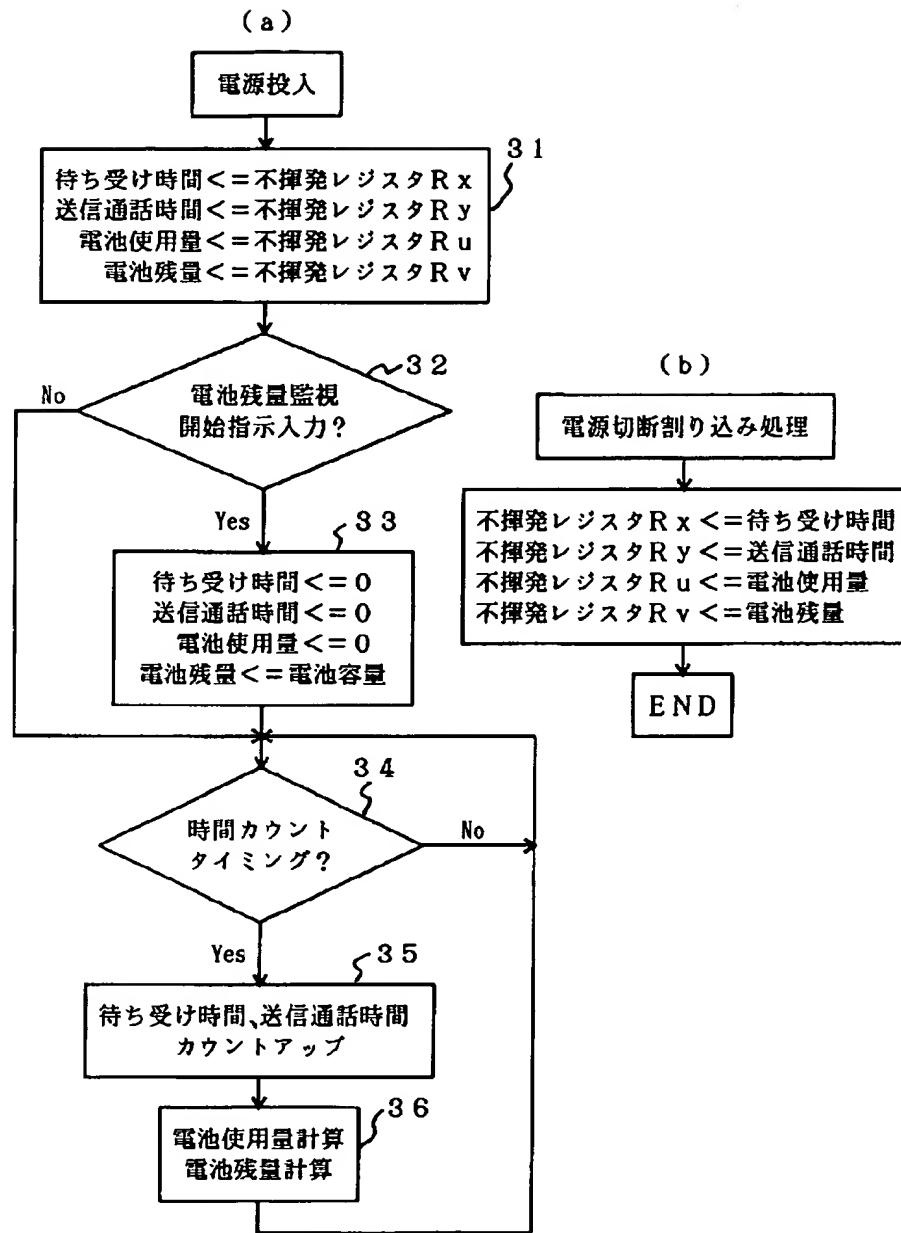 (a)
電源投入
31
待ち受け時間<=不揮発レジスタRx
送信通話時間<=不揮発レジスタRy
電池使用量<=不揮発レジスタRu
電池残量<=不揮発レジスタRv
32
No
電池残量監視
開始指示入力?
Yes
33
待ち受け時間<=0
送信通話時間<=0
電池使用量<=0
電池残量<=電池容量
34
時間カウント
タイミング?
No
Yes
35
待ち受け時間、送信通話時間
カウントアップ
36
電池使用量計算
電池残量計算
(b)
電源切断割り込み処理
不揮発レジスタRx<=待ち受け時間
不揮発レジスタRy<=送信通話時間
不揮発レジスタRu<=電池使用量
不揮発レジスタRv<=電池残量
END